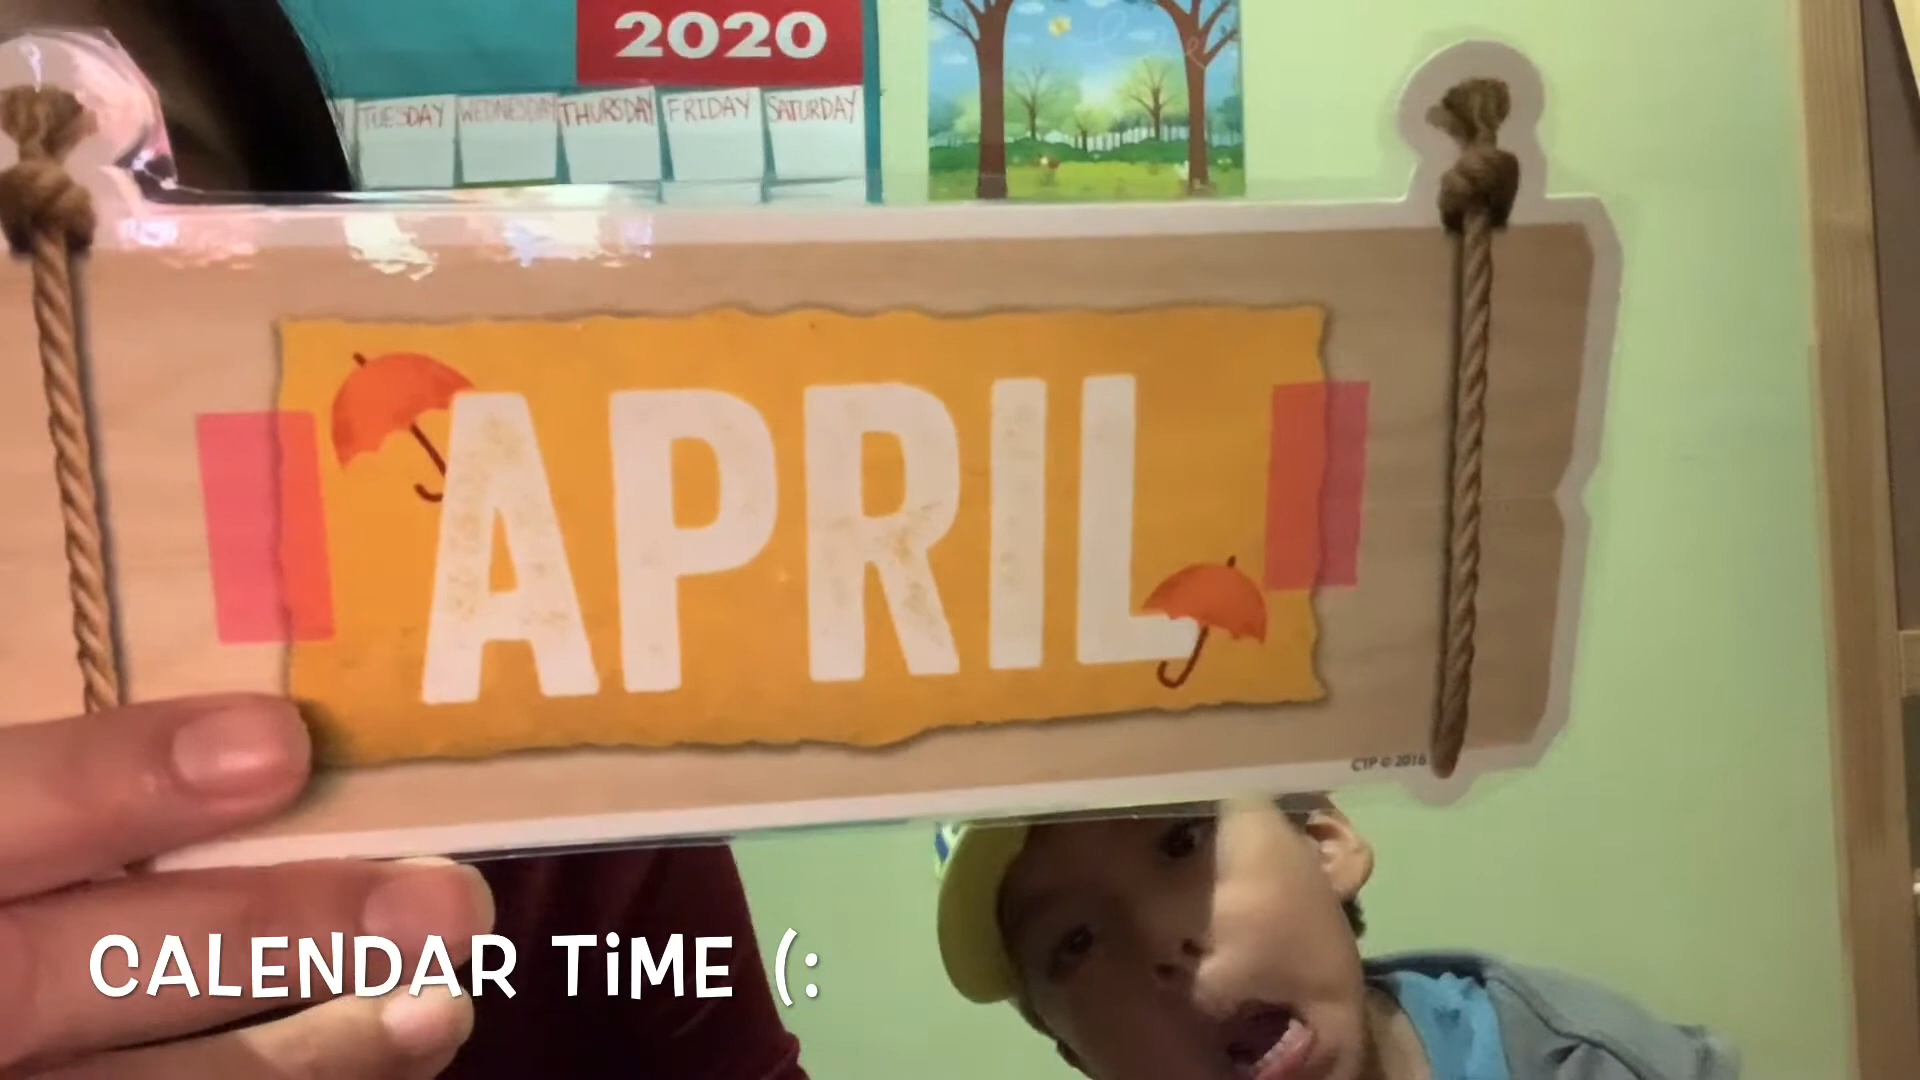 2020
TUESDAY WEDNESDAY THURSDAY FRIDAY SATURDAY
APRIL
CTP © 2016
CALENDAR TiME (: